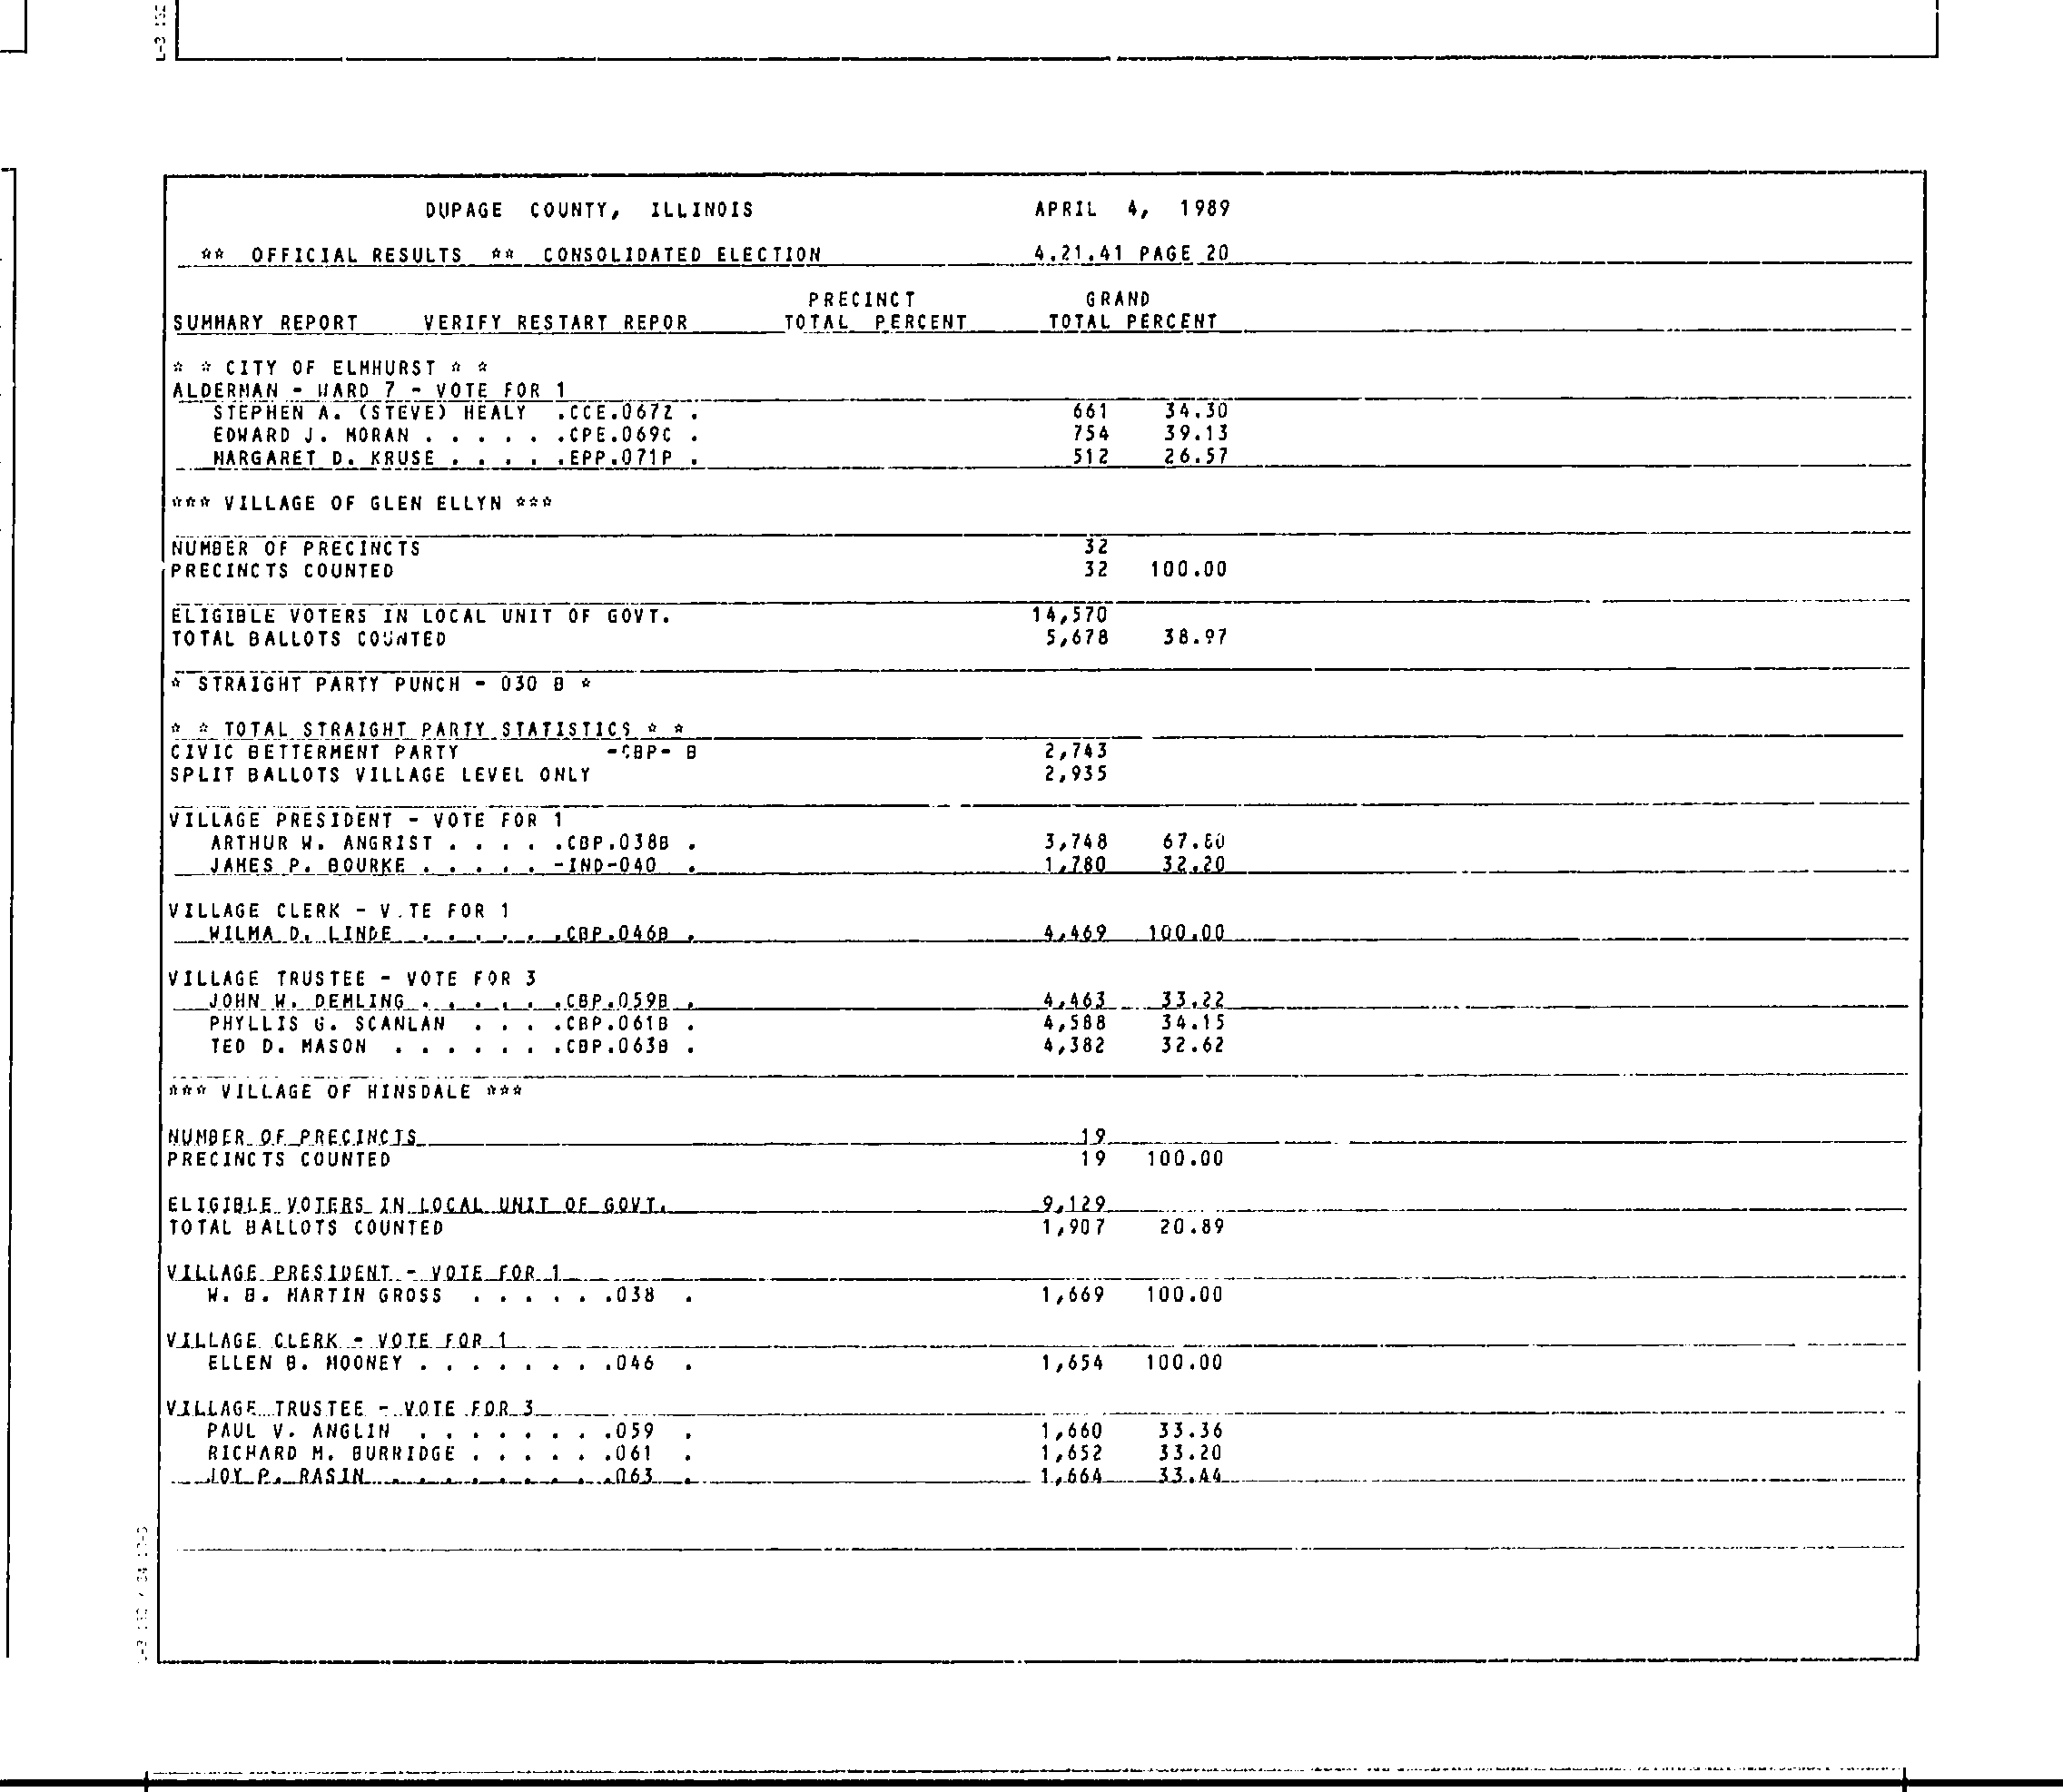 DUPAGE COUNTY, ILLINOIS APRIL 4, 1989
** OFFICIAL RESULTS ** CONSOLIDATED ELECTION 4.21.41 PAGE 20
PRECINCT GRAND
SUMMARY REPORT VERIFY RESTART REPOR TOTAL PERCENT TOTAL PERCENT
* * CITY OF ELMHURST * *
ALDERMAN - WARD 7 - VOTE FOR 1
STEPHEN A. (STEVE) HEALY .CCE.067Z . 661 34.30
EDWARD J. MORAN . . . . . .CPE.069C . 754 39.13
MARGARET D. KRUSE . . . . .EPP.071P . 512 26.57
*** VILLAGE OF GLEN ELLYN ***
NUMBER OF PRECINCTS 32
PRECINCTS COUNTED 32 100.00
ELIGIBLE VOTERS IN LOCAL UNIT OF GOVT. 14,570
TOTAL BALLOTS COUNTED 5,678 38.97
* STRAIGHT PARTY PUNCH - 030 B *
* * TOTAL STRAIGHT PARTY STATISTICS * *
CIVIC BETTERMENT PARTY -CBP- B 2,743
SPLIT BALLOTS VILLAGE LEVEL ONLY 2,935
VILLAGE PRESIDENT - VOTE FOR 1
ARTHUR W. ANGRIST . . . . .CBP.038B . 3,748 67.80
JAMES P. BOURKE . . . . . -IND-040 . 1,780 32.20
VILLAGE CLERK - V.TE FOR 1
WILMA D. LINDE . . . . . .CBP.046B . 4,469 100.00
VILLAGE TRUSTEE - VOTE FOR 3
JOHN W. DEMLING . . . . . .CBP.059B . 4,463 33.22
PHYLLIS G. SCANLAN . . . .CBP.061B . 4,588 34.15
TED D. MASON . . . . . . .CBP.063B . 4,382 32.62
*** VILLAGE OF HINSDALE ***
NUMBER OF PRECINCTS 19
PRECINCTS COUNTED 19 100.00
ELIGIBLE VOTERS IN LOCAL UNIT OF GOVT. 9,129
TOTAL BALLOTS COUNTED 1,907 20.89
VILLAGE PRESIDENT - VOTE FOR 1
W. B. MARTIN GROSS . . . . . .038 . 1,669 100.00
VILLAGE CLERK - VOTE FOR 1
ELLEN B. MOONEY . . . . . . . .046 . 1,654 100.00
VILLAGE TRUSTEE - VOTE FOR 3
PAUL V. ANGLIN . . . . . . . .059 . 1,660 33.36
RICHARD M. BURRIDGE . . . . . .061 . 1,652 33.20
JOY P. RASIN . . . . . . . . .063 . 1,664 33.44